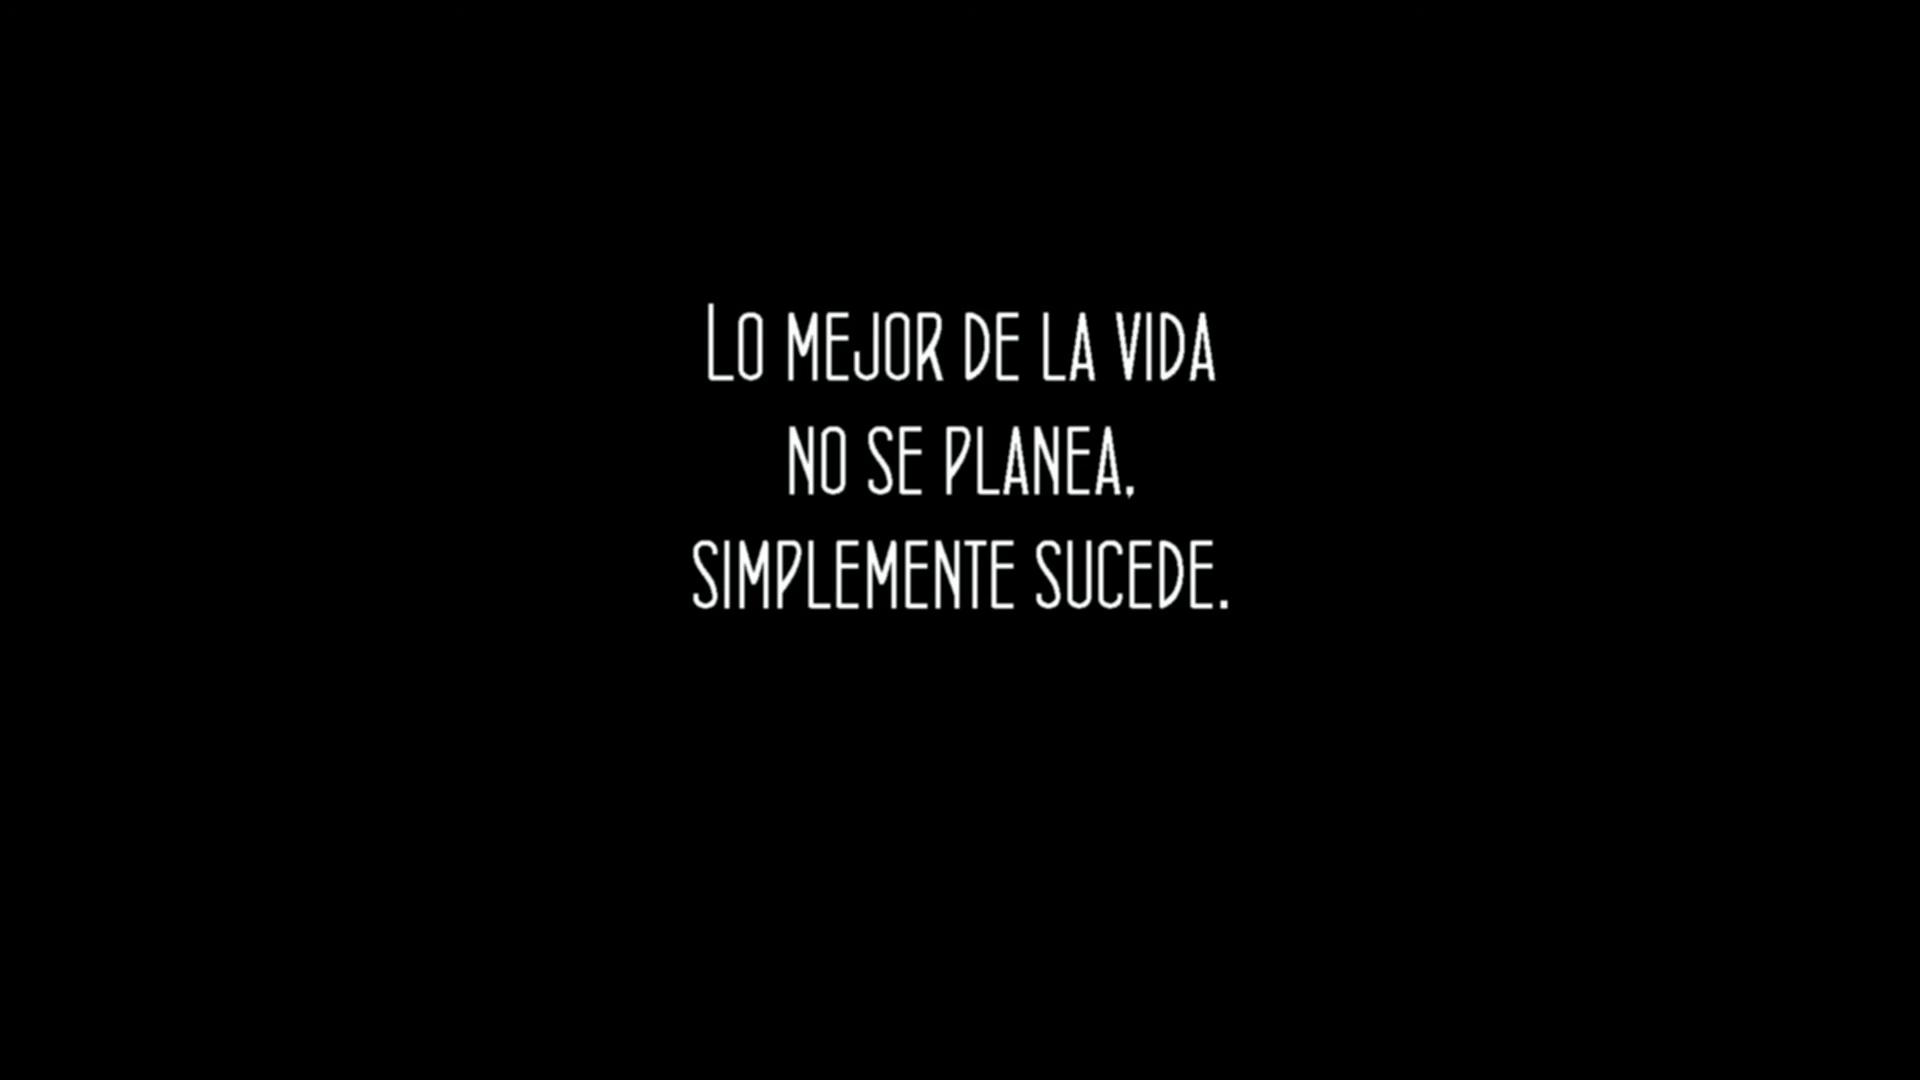 Lo mejor de la vida
no se planea,
simplemente sucede.